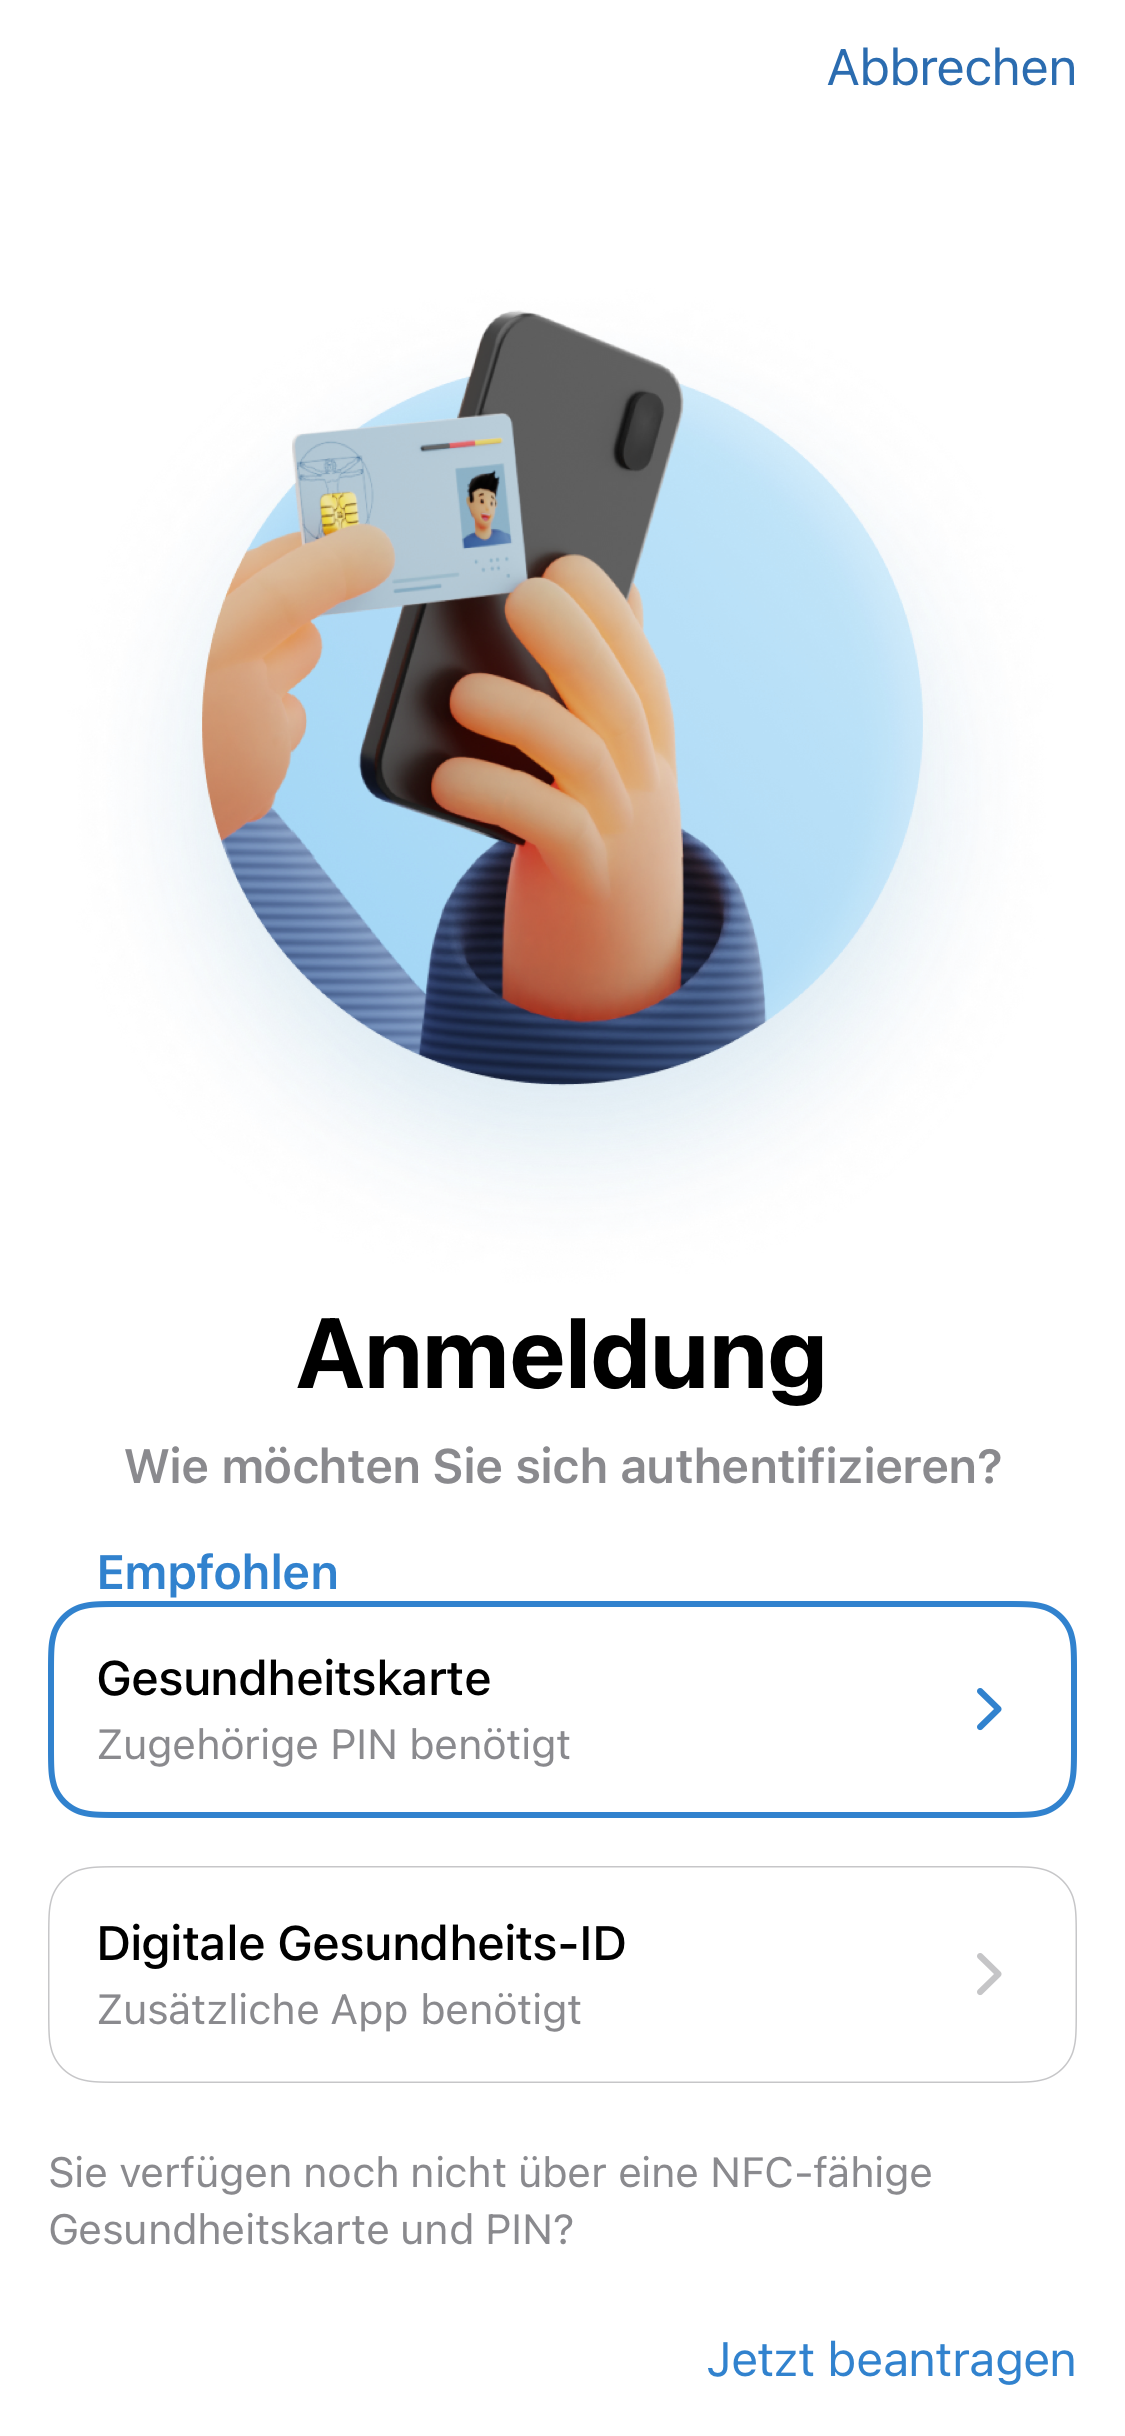 Abbrechen
Anmeldung
Wie möchten Sie sich authentifizieren?
Empfohlen
Gesundheitskarte
Zugehörige PIN benötigt
Digitale Gesundheits-ID
Zusätzliche App benötigt
Sie verfügen noch nicht über eine NFC-fähige
Gesundheitskarte und PIN?
Jetzt beantragen